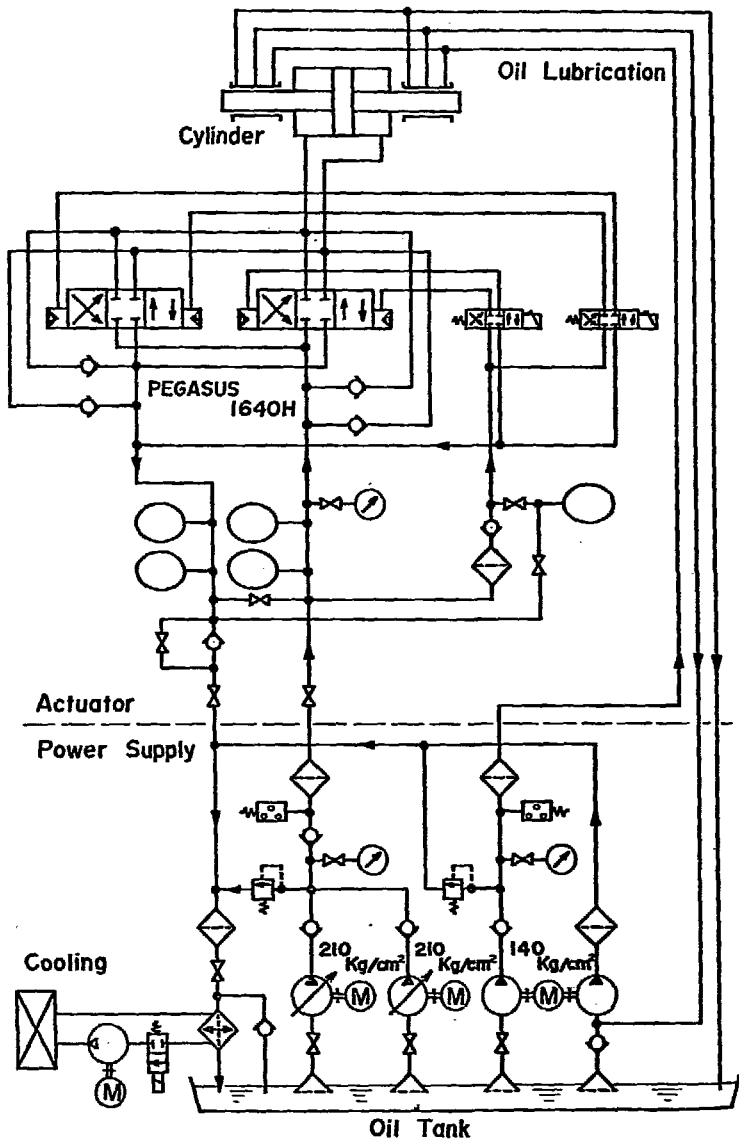 Oil Lubrication
Cylinder
PEGASUS
1640H
Actuator
Power Supply
210
Kg/cm²
210
Kg/cm²
140
Kg/cm²
Cooling
M
M
M
M
Oil Tank